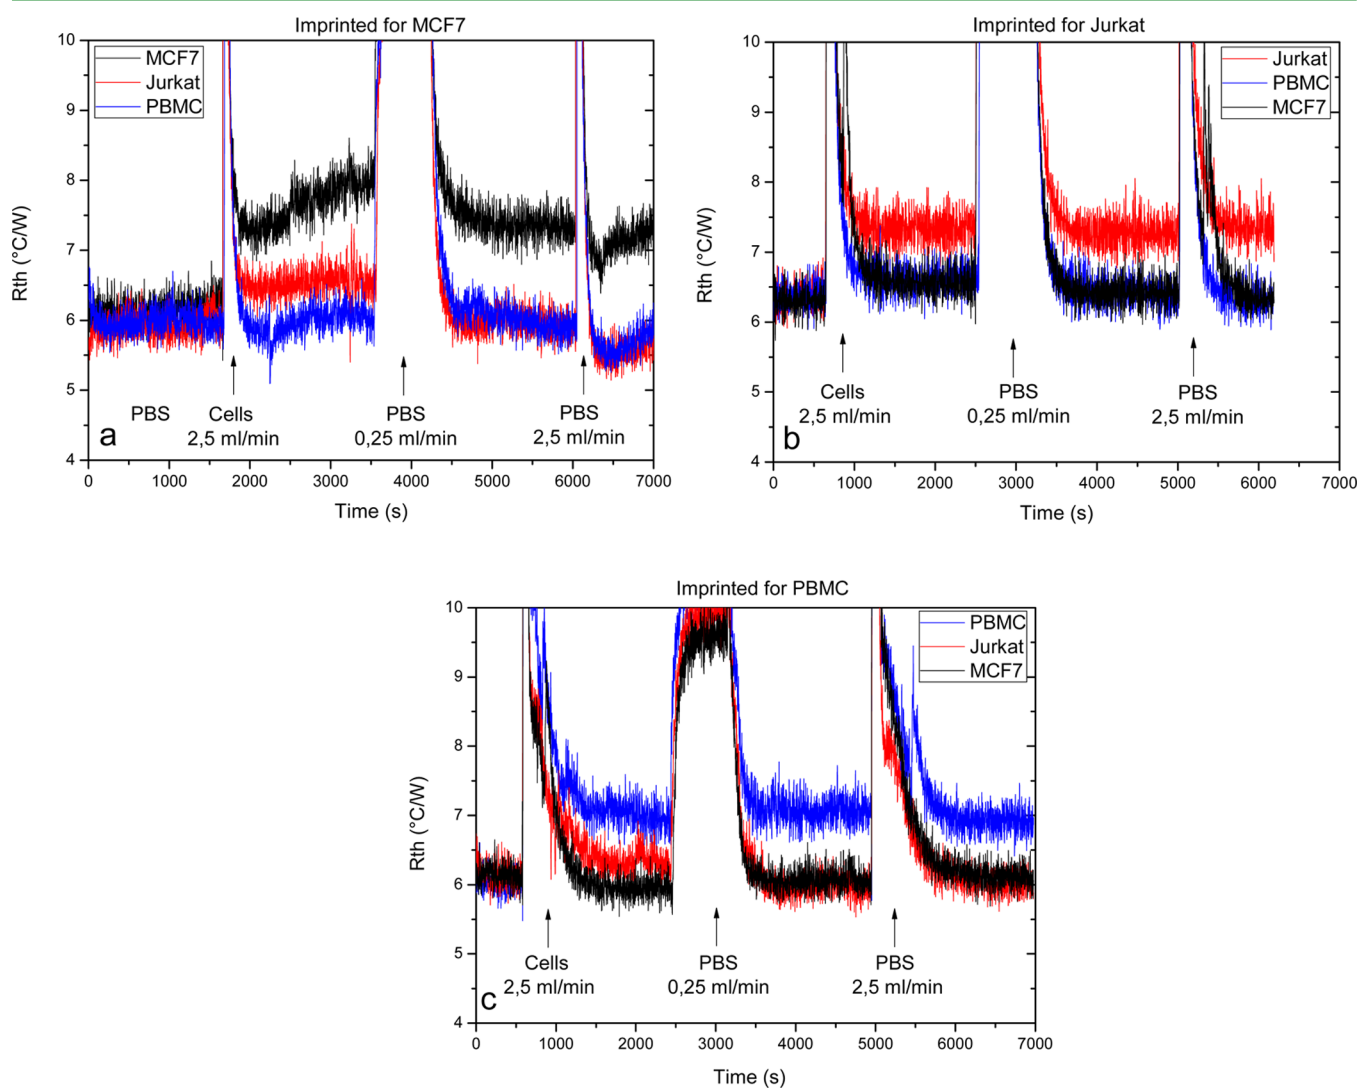 Imprinted for MCF7
10
9
8
7
6
5
4
Rth (°C/W)
MCF7
Jurkat
PBMC
PBS
Cells
2,5 ml/min
PBS
0,25 ml/min
PBS
2,5 ml/min
a
0 1000 2000 3000 4000 5000 6000 7000
Time (s)
Imprinted for Jurkat
10
9
8
7
6
5
4
Rth (°C/W)
Jurkat
PBMC
MCF7
Cells
2,5 ml/min
PBS
0,25 ml/min
PBS
2,5 ml/min
b
0 1000 2000 3000 4000 5000 6000 7000
Time (s)
Imprinted for PBMC
10
9
8
7
6
5
4
Rth (°C/W)
PBMC
Jurkat
MCF7
Cells
2,5 ml/min
PBS
0,25 ml/min
PBS
2,5 ml/min
c
0 1000 2000 3000 4000 5000 6000 7000
Time (s)